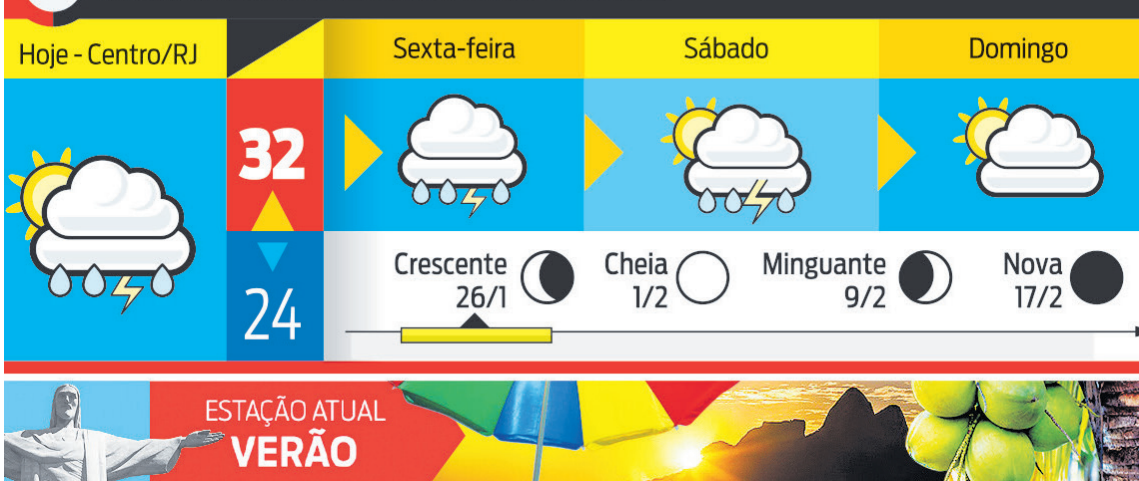 Hoje - Centro/RJ
Sexta-feira
Sábado
Domingo
32
24
Crescente
26/1
Cheia
1/2
Minguante
9/2
Nova
17/2
ESTAÇÃO ATUAL
VERÃO